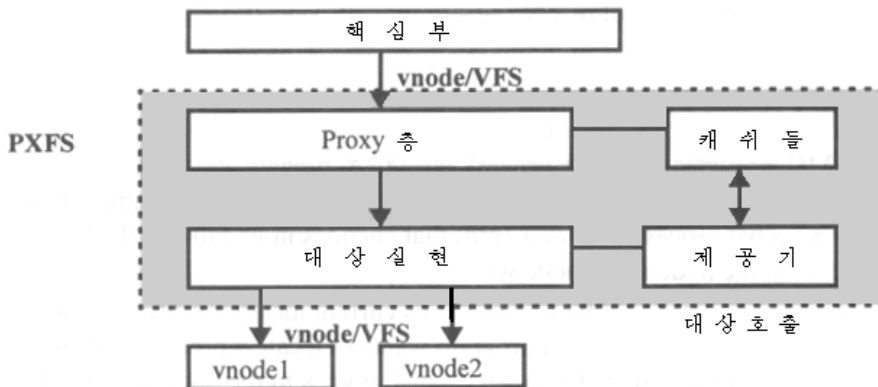 핵 심 부
vnode/VFS
PXFS
Proxy 층
캐 쉬 들
대 상 실 현
제 공 기
대 상 호 출
vnode/VFS
vnode1
vnode2